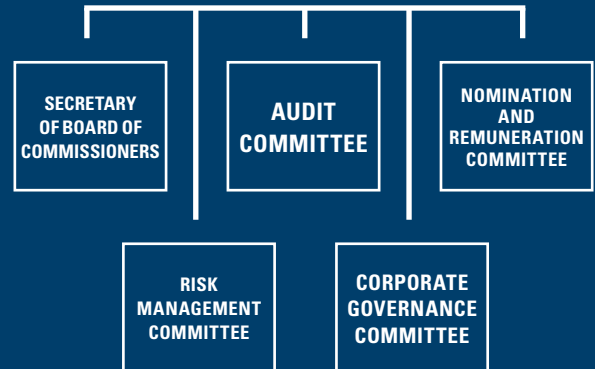 SECRETARY
OF BOARD OF
COMMISSIONERS
AUDIT
COMMITTEE
NOMINATION
AND
REMUNERATION
COMMITTEE
RISK
MANAGEMENT
COMMITTEE
CORPORATE
GOVERNANCE
COMMITTEE